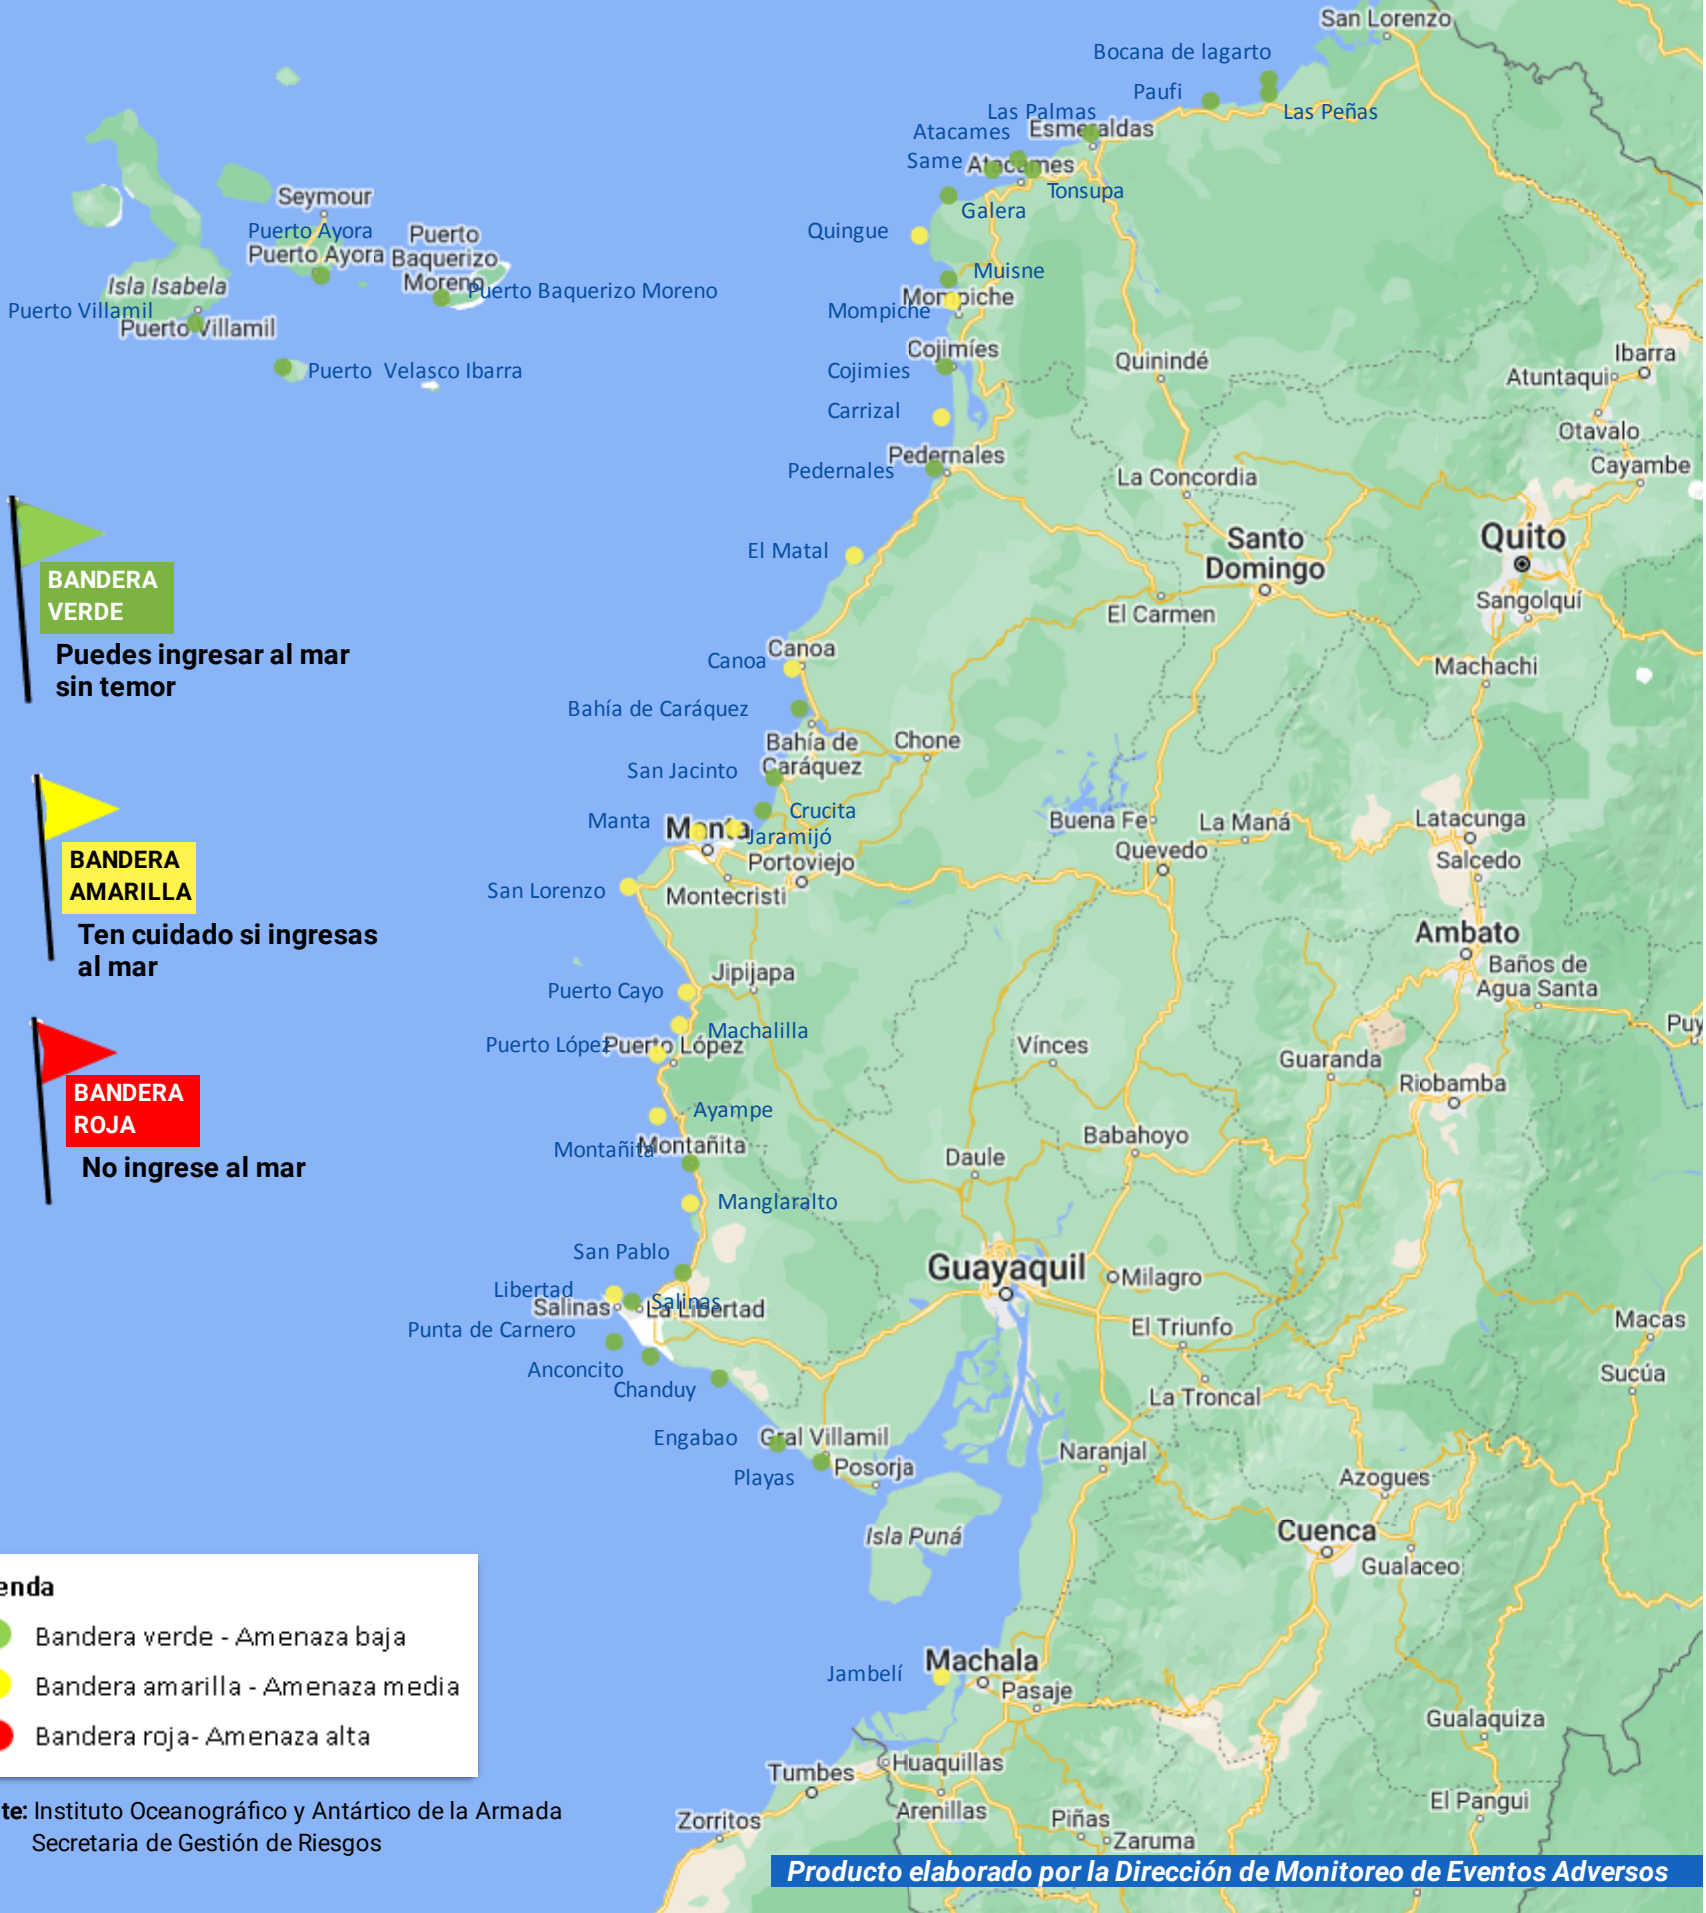 San Lorenzo
Bocana de lagarto
Paufi
Las Palmas
Las Peñas
Atacames
Esmeraldas
Same
Atacames
Tonsupa
Galera
Quingue
Muisne
Mompiche
Mompiche
Cojimíes
Cojimies
Carrizal
Pedernales
Pedernales
El Matal
Canoa
Canoa
Bahía de Caráquez
Bahía de
Caráquez
Chone
San Jacinto
Crucita
Manta
Manta
Jaramijó
Portoviejo
San Lorenzo
Montecristi
Jipijapa
Puerto Cayo
Machalilla
Puerto López
Puerto López
Ayampe
Montañita
Montañita
Manglaralto
San Pablo
Libertad
Salinas
Salinas
La Libertad
Punta de Carnero
Anconcito
Chanduy
Engabao
Gral Villamil
Playas
Posorja
Isla Puná
Jambelí
Machala
Pasaje
Huaquillas
Tumbes
Arenillas
Zorritos
Piñas
Zaruma
Seymour
Puerto Ayora
Puerto Ayora
Puerto
Baquerizo
Moreno
Puerto Baquerizo Moreno
Isla Isabela
Puerto Villamil
Puerto Villamil
Puerto  Velasco Ibarra
Quinindé
Ibarra
Atuntaqui
Otavalo
Cayambe
La Concordia
Santo
Domingo
Quito
Sangolquí
El Carmen
Machachi
Buena Fe
La Maná
Latacunga
Quevedo
Salcedo
Ambato
Baños de
Agua Santa
Puy
Vínces
Guaranda
Riobamba
Babahoyo
Daule
Guayaquil
Milagro
El Triunfo
Macas
Sucúa
La Troncal
Naranjal
Azogues
Cuenca
Gualaceo
Gualaquiza
El Pangui
BANDERA
VERDE
Puedes ingresar al mar
sin temor
BANDERA
AMARILLA
Ten cuidado si ingresas
al mar
BANDERA
ROJA
No ingrese al mar
enda
Bandera verde - Amenaza baja
Bandera amarilla - Amenaza media
Bandera roja- Amenaza alta
te: Instituto Oceanográfico y Antártico de la Armada
Secretaria de Gestión de Riesgos
Producto elaborado por la Dirección de Monitoreo de Eventos Adversos